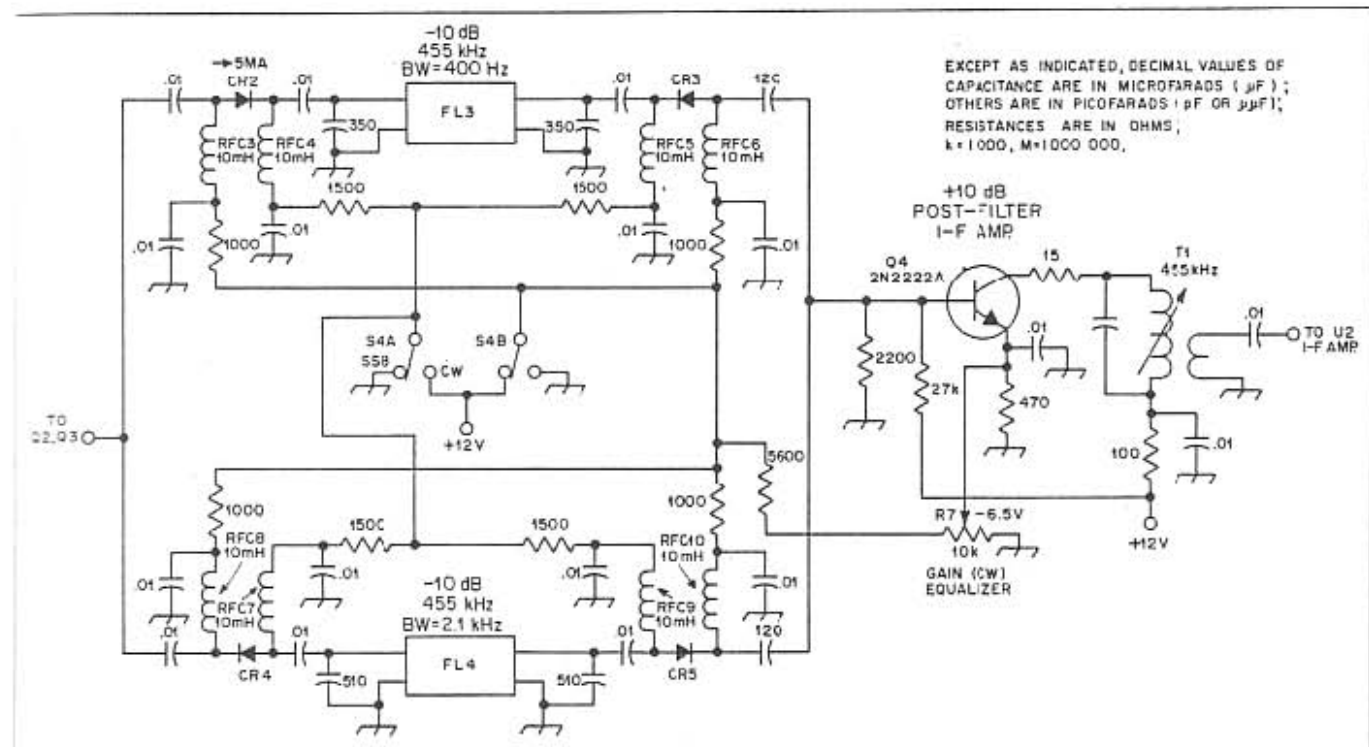 -10 dB
455 kHz
BW=400 Hz
→5MA
CR2
.01
.01
FL3
.01
CR3
12C
350
350
RFC3
10mH
RFC4
10mH
RFC5
10mH
RFC6
10mH
1500
1500
.01
.01
.01
.01
1000
1000
EXCEPT AS INDICATED, DECIMAL VALUES OF
CAPACITANCE ARE IN MICROFARADS (µF);
OTHERS ARE IN PICOFARADS (pF OR µµF);
RESISTANCES ARE IN OHMS;
k=1000, M=1000 000,
+10 dB
POST-FILTER
I-F AMP.
Q4
2N2222A
15
T1
455kHz
.01
.01
TO U2
I-F AMP.
S4A
S4B
SSB
CW
+12V
2200
27k
470
100
.01
TO
Q2,Q3
5600
1000
1000
R7
-6.5V
10k
+12V
GAIN (CW)
EQUALIZER
RFC8
10mH
150C
1500
RFC10
10mH
.01
.01
.01
.01
RFC7
10mH
RFC9
10mH
-10 dB
455 kHz
BW=2.1 kHz
.01
.01
.01
120
CR4
FL4
CR5
510
510